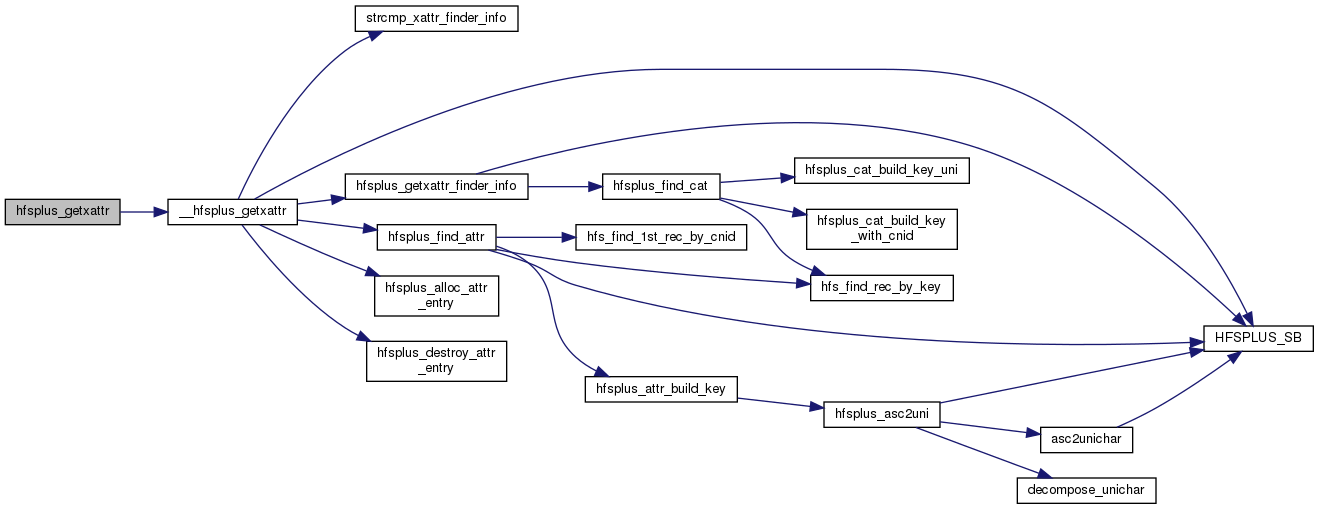 strcmp_xattr_finder_info
hfsplus_getxattr
__hfsplus_getxattr
hfsplus_getxattr_finder_info
hfsplus_find_cat
hfsplus_cat_build_key_uni
hfsplus_cat_build_key
_with_cnid
hfsplus_find_attr
hfs_find_1st_rec_by_cnid
hfs_find_rec_by_key
hfsplus_alloc_attr
_entry
HFSPLUS_SB
hfsplus_destroy_attr
_entry
hfsplus_attr_build_key
hfsplus_asc2uni
asc2unichar
decompose_unichar